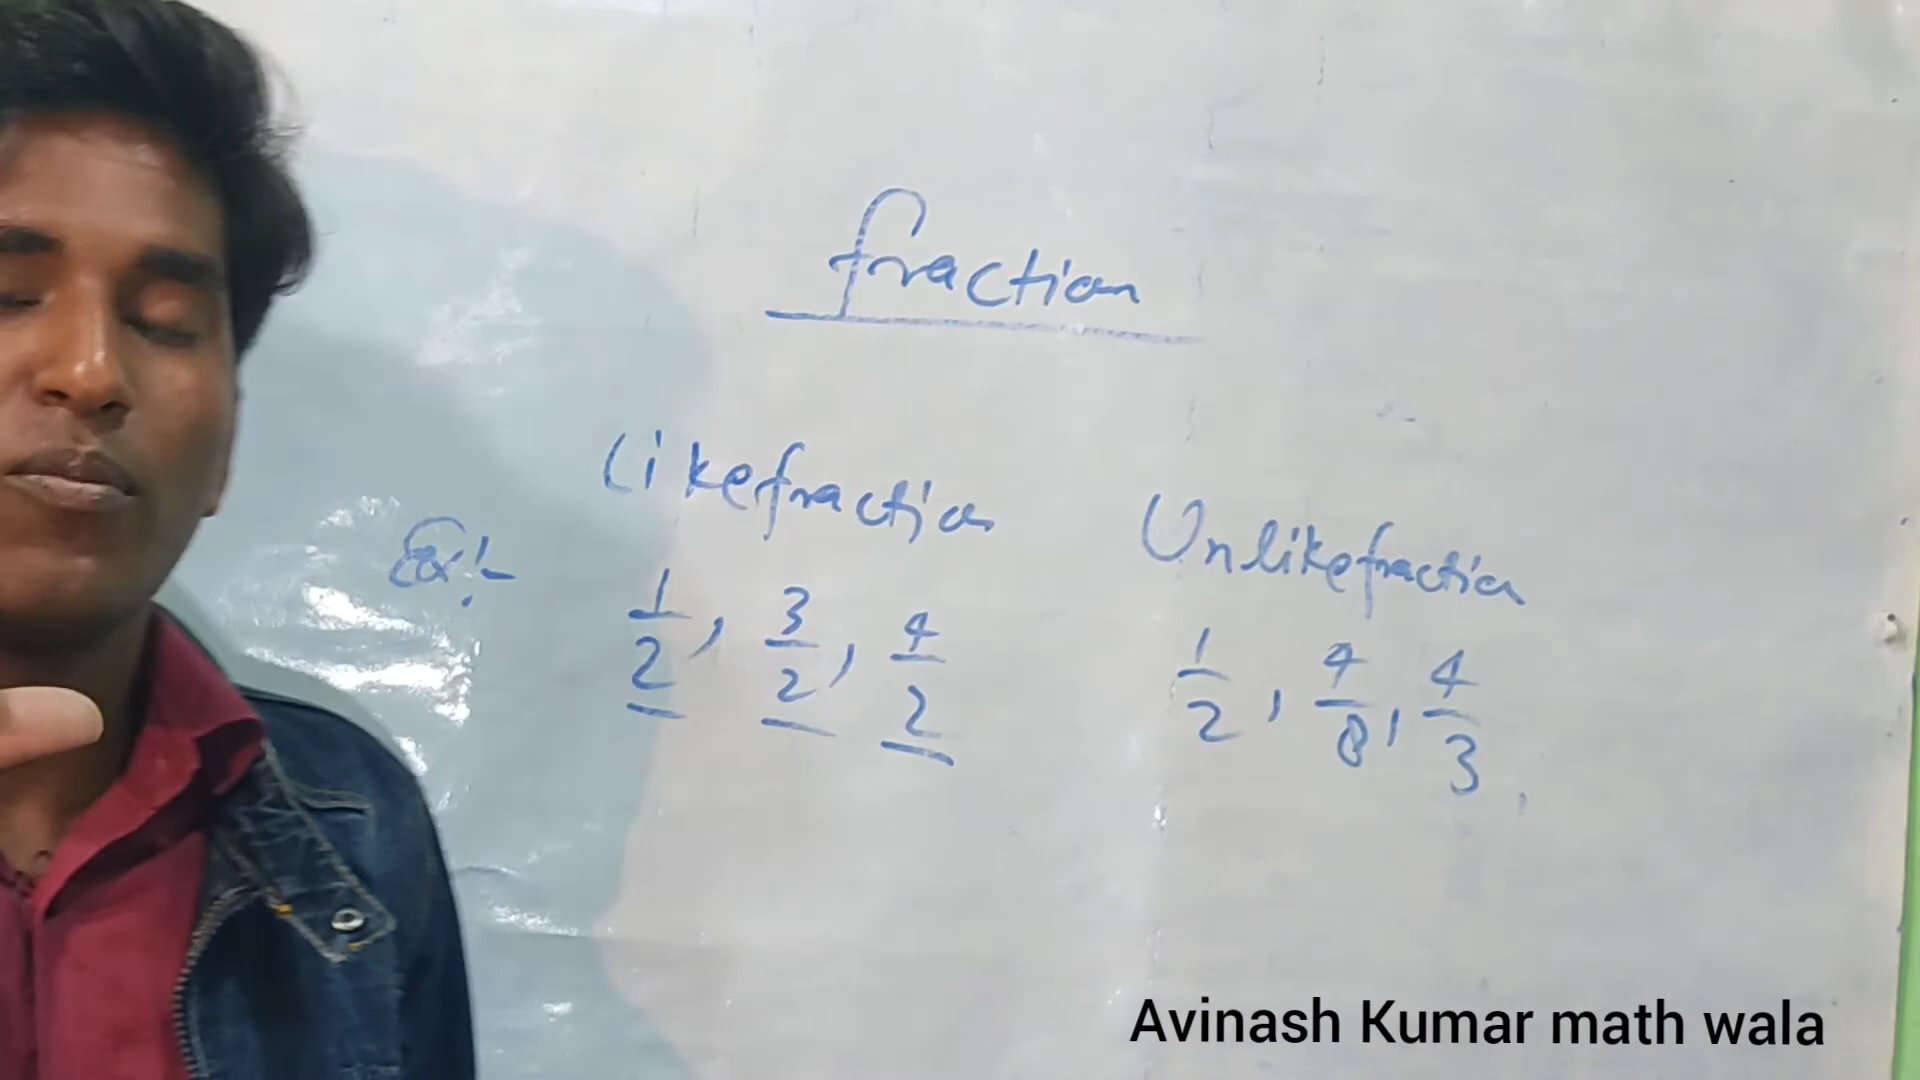 fraction
Likefraction
Unlikefraction
Ex!-
1/2, 3/2, 4/2
1/2, 4/8, 4/3
Avinash Kumar math wala